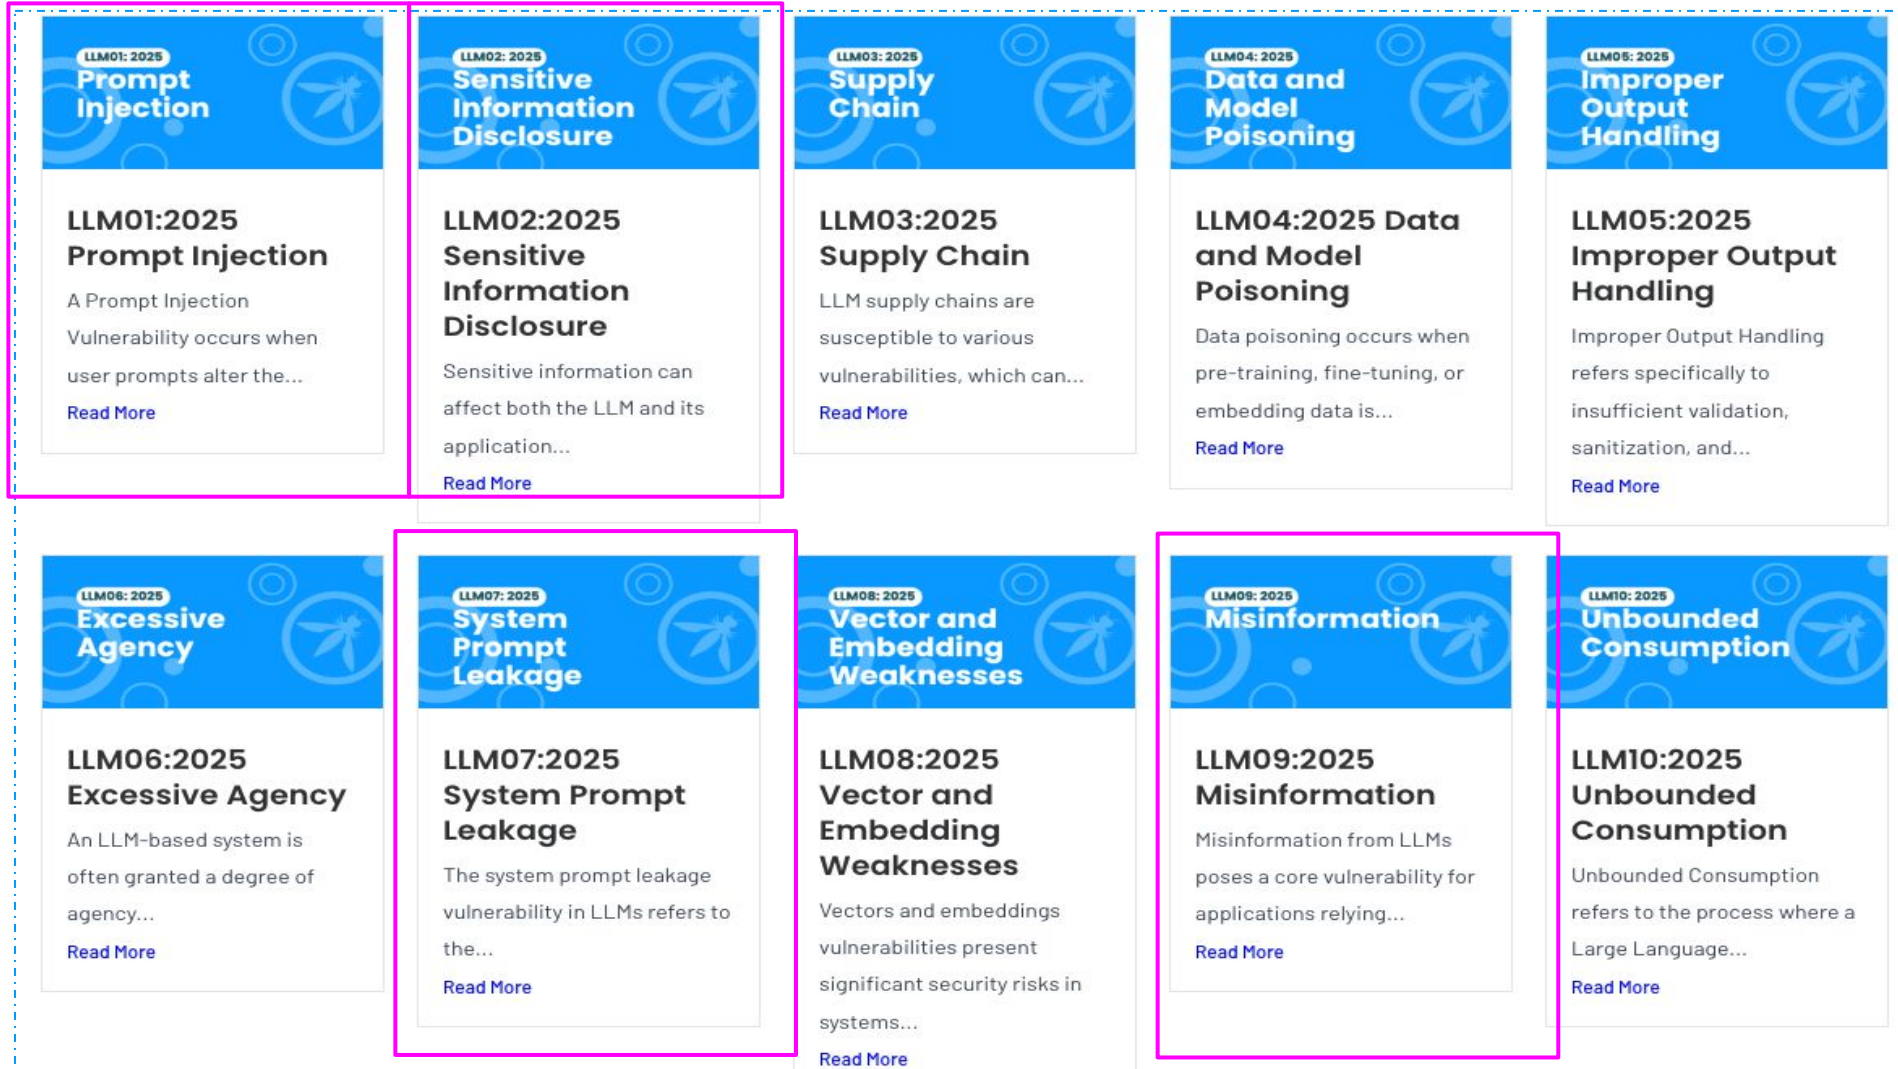 LLM01: 2025
Prompt
Injection
LLM01:2025
Prompt Injection
A Prompt Injection
Vulnerability occurs when
user prompts alter the...
Read More
LLM02: 2025
Sensitive
Information
Disclosure
LLM02:2025
Sensitive
Information
Disclosure
Sensitive information can
affect both the LLM and its
application...
Read More
LLM03: 2025
Supply
Chain
LLM03:2025
Supply Chain
LLM supply chains are
susceptible to various
vulnerabilities, which can...
Read More
LLM04: 2025
Data and
Model
Poisoning
LLM04:2025 Data
and Model
Poisoning
Data poisoning occurs when
pre-training, fine-tuning, or
embedding data is...
Read More
LLM05: 2025
Improper
Output
Handling
LLM05:2025
Improper Output
Handling
Improper Output Handling
refers specifically to
insufficient validation,
sanitization, and...
Read More
LLM06: 2025
Excessive
Agency
LLM06:2025
Excessive Agency
An LLM-based system is
often granted a degree of
agency...
Read More
LLM07: 2025
System
Prompt
Leakage
LLM07:2025
System Prompt
Leakage
The system prompt leakage
vulnerability in LLMs refers to
the...
Read More
LLM08: 2025
Vector and
Embedding
Weaknesses
LLM08:2025
Vector and
Embedding
Weaknesses
Vectors and embeddings
vulnerabilities present
significant security risks in
systems...
Read More
LLM09: 2025
Misinformation
LLM09:2025
Misinformation
Misinformation from LLMs
poses a core vulnerability for
applications relying...
Read More
LLM10: 2025
Unbounded
Consumption
LLM10:2025
Unbounded
Consumption
Unbounded Consumption
refers to the process where a
Large Language...
Read More